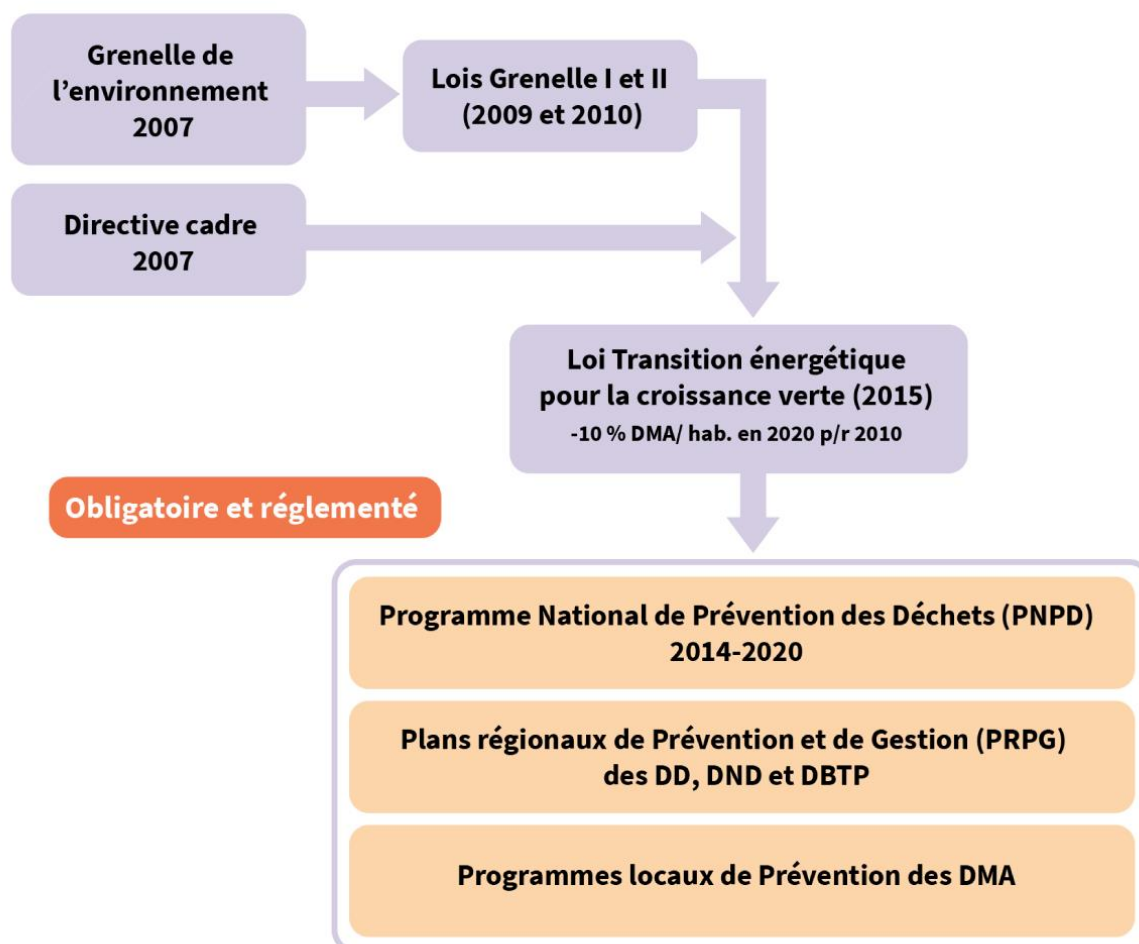 Grenelle de
l’environnement
2007
Lois Grenelle I et II
(2009 et 2010)
Directive cadre
2007
Loi Transition énergétique
pour la croissance verte (2015)
-10 % DMA/ hab. en 2020 p/r 2010
Obligatoire et réglementé
Programme National de Prévention des Déchets (PNPD)
2014-2020
Plans régionaux de Prévention et de Gestion (PRPG)
des DD, DND et DBTP
Programmes locaux de Prévention des DMA